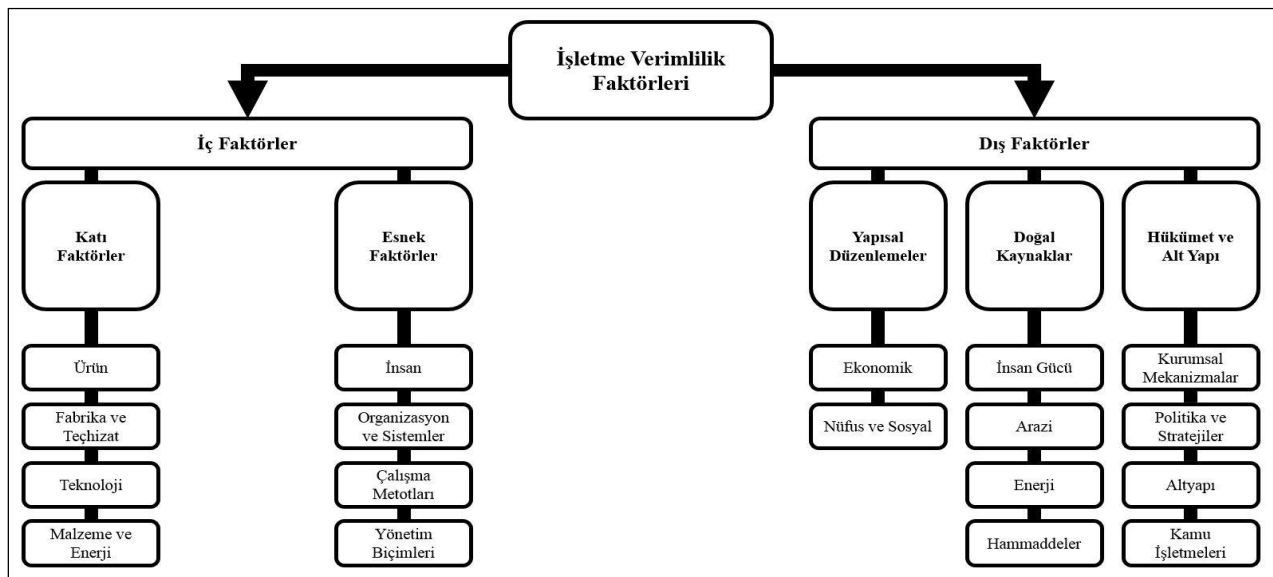 İşletme Verimlilik
Faktörleri
İç Faktörler
Katı
Faktörler
Ürün
Fabrika ve
Teçhizat
Teknoloji
Malzeme ve
Enerji
Esnek
Faktörler
İnsan
Organizasyon
ve Sistemler
Çalışma
Metotları
Yönetim
Biçimleri
Dış Faktörler
Yapısal
Düzenlemeler
Ekonomik
Nüfus ve Sosyal
Doğal
Kaynaklar
İnsan Gücü
Arazi
Enerji
Hammaddeler
Hükümet ve
Alt Yapı
Kurumsal
Mekanizmalar
Politika ve
Stratejiler
Altyapı
Kamu
İşletmeleri